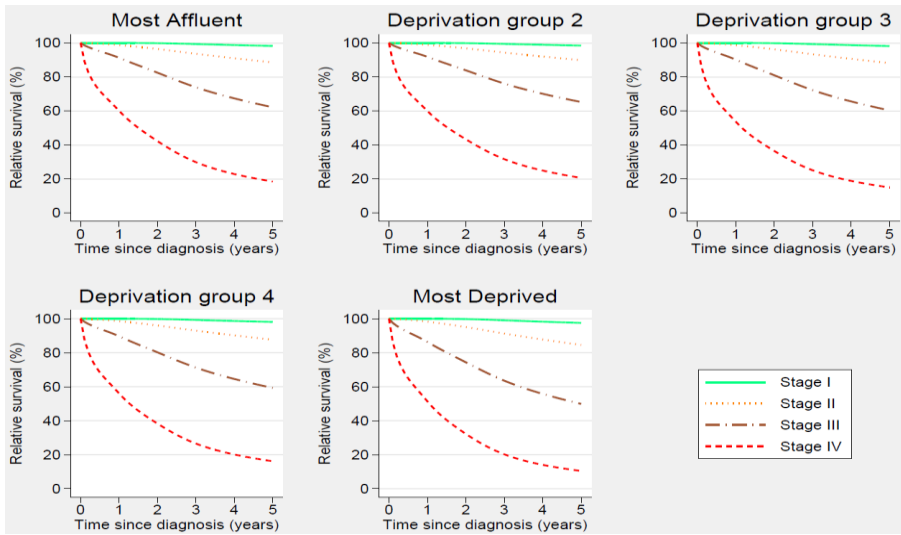 Most Affluent
Deprivation group 2
Deprivation group 3
Relative survival (%)
100
80
60
40
20
0
0 1 2 3 4 5
Time since diagnosis (years)
Relative survival (%)
100
80
60
40
20
0
0 1 2 3 4 5
Time since diagnosis (years)
Relative survival (%)
100
80
60
40
20
0
0 1 2 3 4 5
Time since diagnosis (years)
Deprivation group 4
Most Deprived
Relative survival (%)
100
80
60
40
20
0
0 1 2 3 4 5
Time since diagnosis (years)
Relative survival (%)
100
80
60
40
20
0
0 1 2 3 4 5
Time since diagnosis (years)
Stage I
Stage II
Stage III
Stage IV